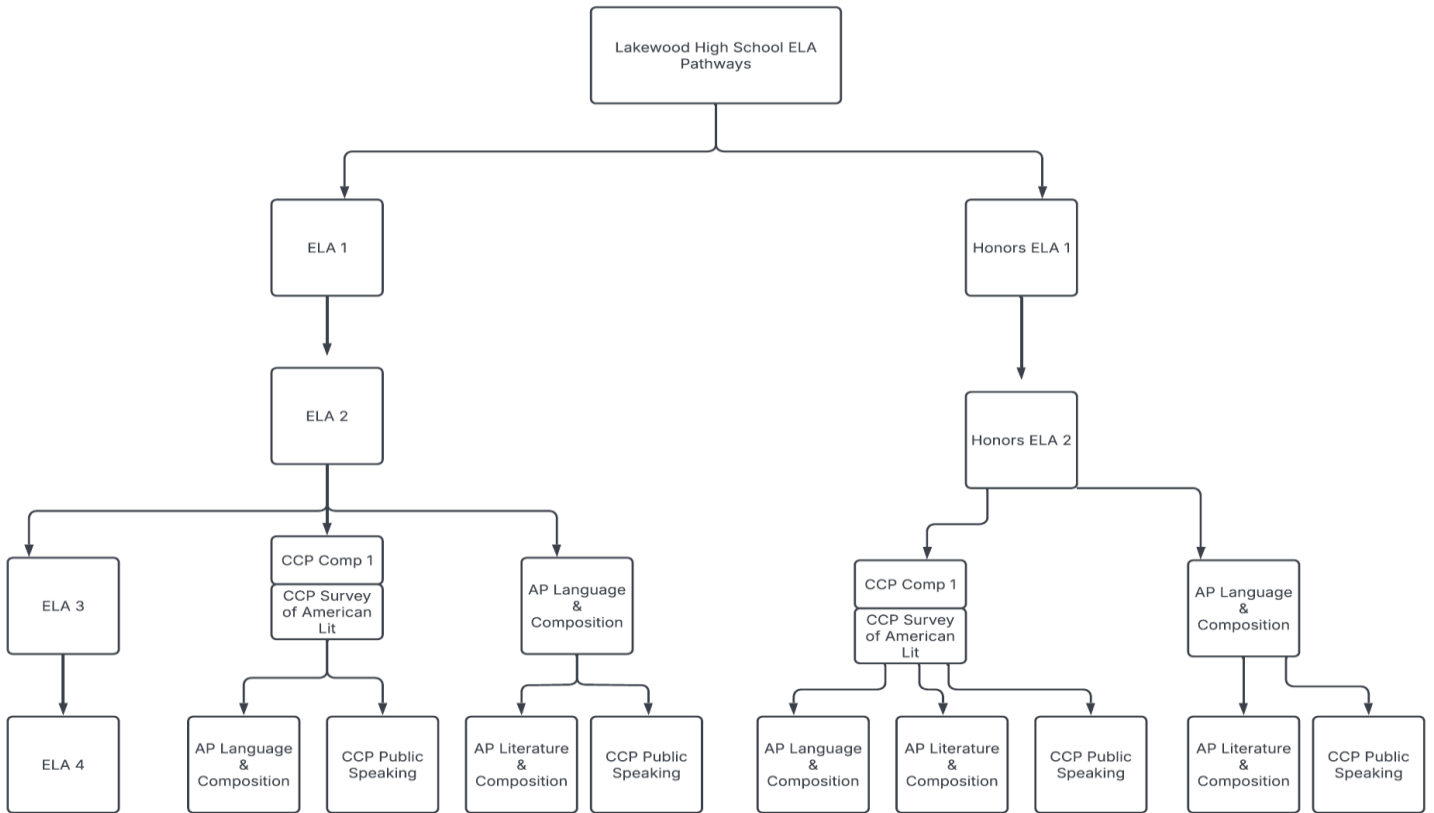 Lakewood High School ELA
Pathways
ELA 1
Honors ELA 1
ELA 2
Honors ELA 2
ELA 3
CCP Comp 1
CCP Survey
of American
Lit
AP Language
&
Composition
CCP Comp 1
CCP Survey
of American
Lit
AP Language
&
Composition
ELA 4
AP Language
&
Composition
CCP Public
Speaking
AP Literature
&
Composition
CCP Public
Speaking
AP Language
&
Composition
AP Literature
&
Composition
CCP Public
Speaking
AP Literature
&
Composition
CCP Public
Speaking